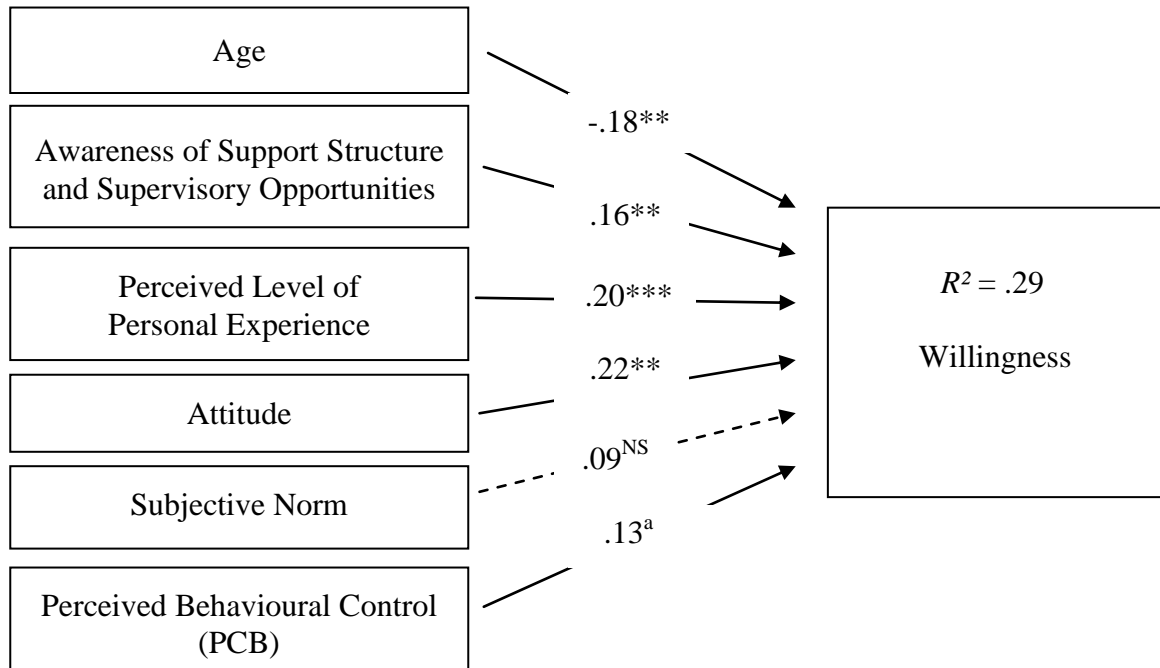 Age
-.18**
Awareness of Support Structure
and Supervisory Opportunities
.16**
Perceived Level of
Personal Experience
.20***
R² = .29
Willingness
Attitude
.22**
Subjective Norm
.09NS
Perceived Behavioural Control
(PCB)
.13a